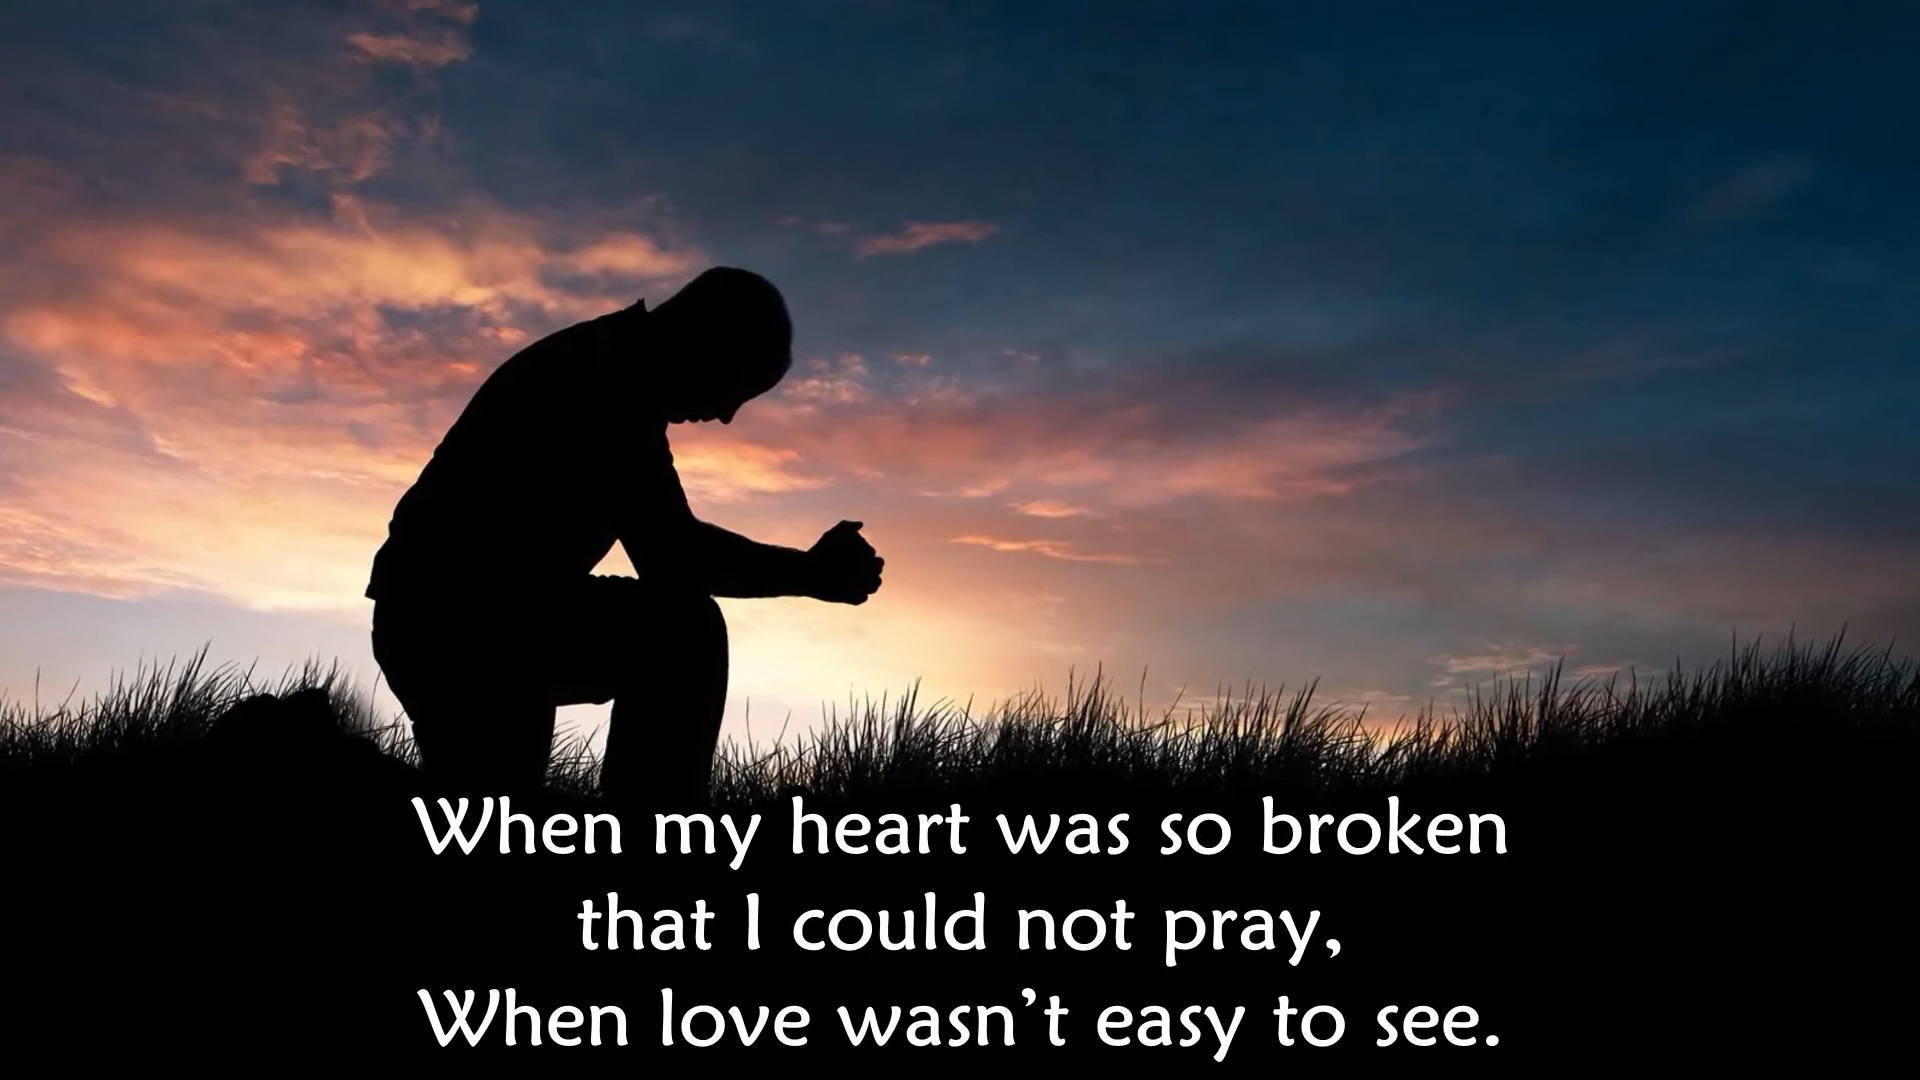 When my heart was so broken
that I could not pray,
When love wasn’t easy to see.